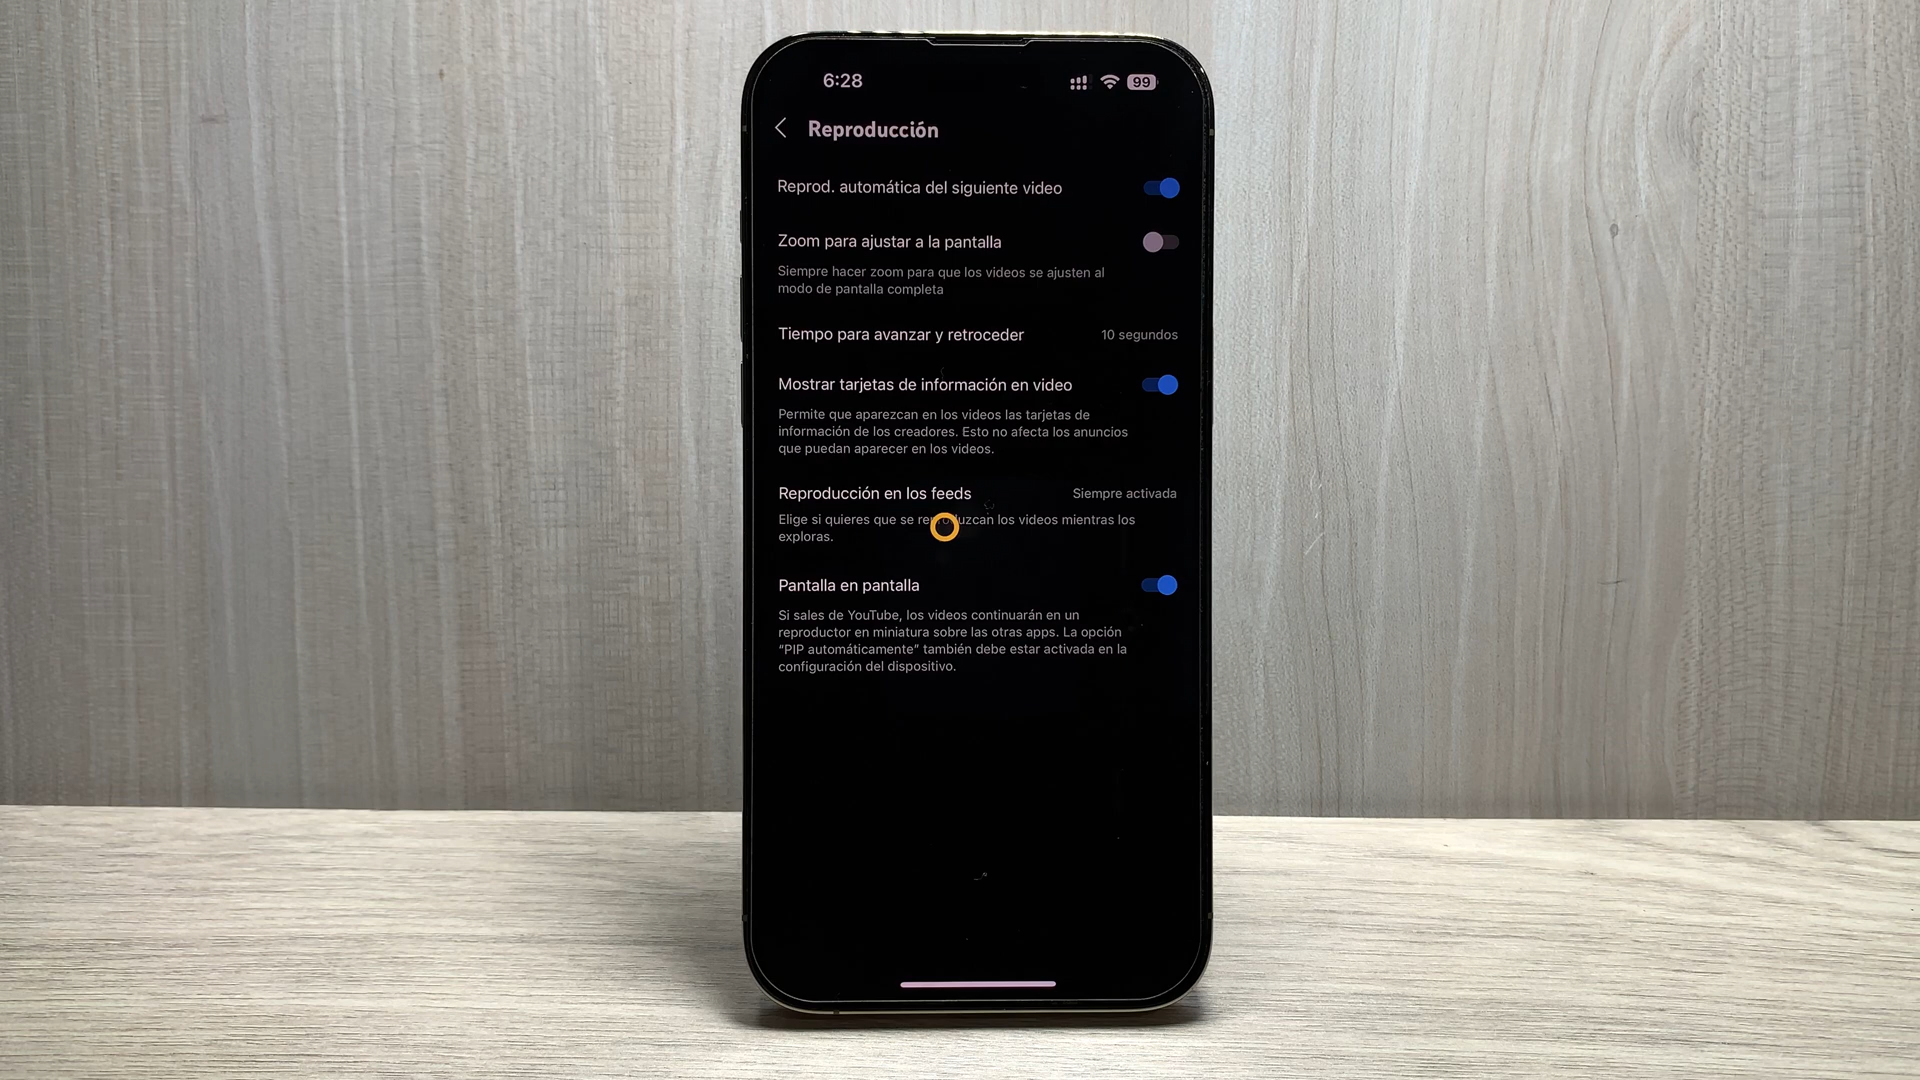 6:28
99
Reproducción
Reprod. automática del siguiente video
Zoom para ajustar a la pantalla
Siempre hacer zoom para que los videos se ajusten al
modo de pantalla completa
Tiempo para avanzar y retroceder 10 segundos
Mostrar tarjetas de información en video
Permite que aparezcan en los videos las tarjetas de
información de los creadores. Esto no afecta los anuncios
que puedan aparecer en los videos.
Reproducción en los feeds Siempre activada
Elige si quieres que se reproduzcan los videos mientras los
exploras.
Pantalla en pantalla
Si sales de YouTube, los videos continuarán en un
reproductor en miniatura sobre las otras apps. La opción
“PIP automáticamente” también debe estar activada en la
configuración del dispositivo.